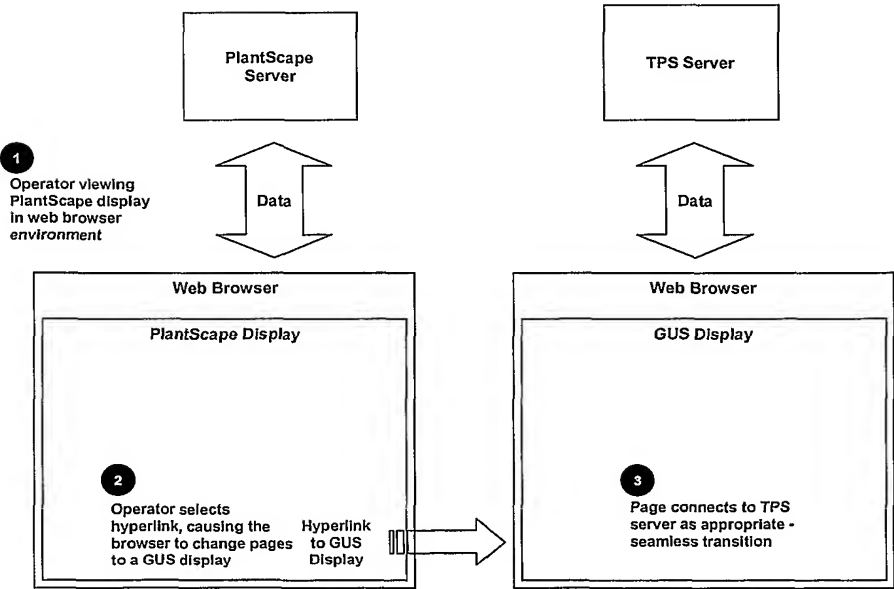 PlantScape
Server
TPS Server
1
Operator viewing
PlantScape display
in web browser
environment
Data
Data
Web Browser
PlantScape Display
Web Browser
GUS Display
2
Operator selects
hyperlink, causing the
browser to change pages
to a GUS display
Hyperlink
to GUS
Display
3
Page connects to TPS
server as appropriate -
seamless transition